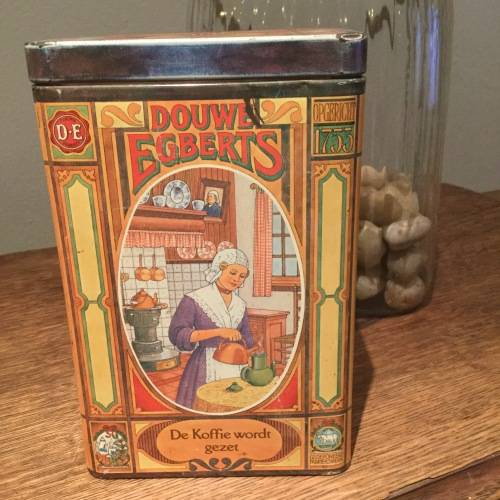 DOUWE
EGBERTS
D·E
OPGERICHT
1753
De Koffie wordt
gezet